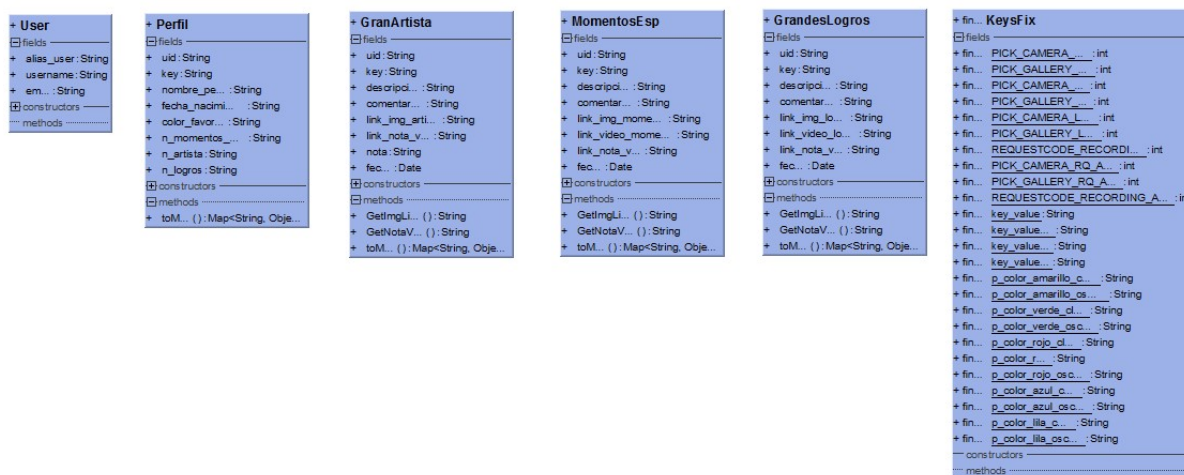 + User
fields
+ alias_user : String
+ username : String
+ em... : String
constructors
methods
+ Perfil
fields
+ uid : String
+ key : String
+ nombre_pe... : String
+ fecha_nacimi... : String
+ color_favor... : String
+ n_momentos_... : String
+ n_artista : String
+ n_logros : String
constructors
methods
+ toM... ( ) : Map<String, Obje...
+ GranArtista
fields
+ uid : String
+ key : String
+ descripci... : String
+ comentar... : String
+ link_img_arti... : String
+ link_nota_v... : String
+ nota : String
+ fec... : Date
constructors
methods
+ GetImgLi... ( ) : String
+ GetNotaV... ( ) : String
+ toM... ( ) : Map<String, Obje...
+ MomentosEsp
fields
+ uid : String
+ key : String
+ descripci... : String
+ comentar... : String
+ link_img_mome... : String
+ link_video_mome... : String
+ link_nota_v... : String
+ fec... : Date
constructors
methods
+ GetImgLi... ( ) : String
+ GetNotaV... ( ) : String
+ toM... ( ) : Map<String, Obje...
+ GrandesLogros
fields
+ uid : String
+ key : String
+ descripci... : String
+ comentar... : String
+ link_img_lo... : String
+ link_video_lo... : String
+ link_nota_v... : String
+ fec... : Date
constructors
methods
+ GetImgLi... ( ) : String
+ GetNotaV... ( ) : String
+ toM... ( ) : Map<String, Obje...
+ fin... KeysFix
fields
+ fin... PICK_CAMERA_... : int
+ fin... PICK_GALLERY_... : int
+ fin... PICK_CAMERA_... : int
+ fin... PICK_GALLERY_... : int
+ fin... PICK_CAMERA_L... : int
+ fin... PICK_GALLERY_L... : int
+ fin... REQUESTCODE_RECORDI... : int
+ fin... PICK_CAMERA_RQ_A... : int
+ fin... PICK_GALLERY_RQ_A... : int
+ fin... REQUESTCODE_RECORDING_A... : in
+ fin... key_value : String
+ fin... key_value... : String
+ fin... key_value... : String
+ fin... key_value... : String
+ fin... p_color_amarillo_c... : String
+ fin... p_color_amarillo_os... : String
+ fin... p_color_verde_cl... : String
+ fin... p_color_verde_osc... : String
+ fin... p_color_rojo_cl... : String
+ fin... p_color_r... : String
+ fin... p_color_rojo_osc... : String
+ fin... p_color_azul_c... : String
+ fin... p_color_azul_osc... : String
+ fin... p_color_lila_c... : String
+ fin... p_color_lila_osc... : String
constructors
methods